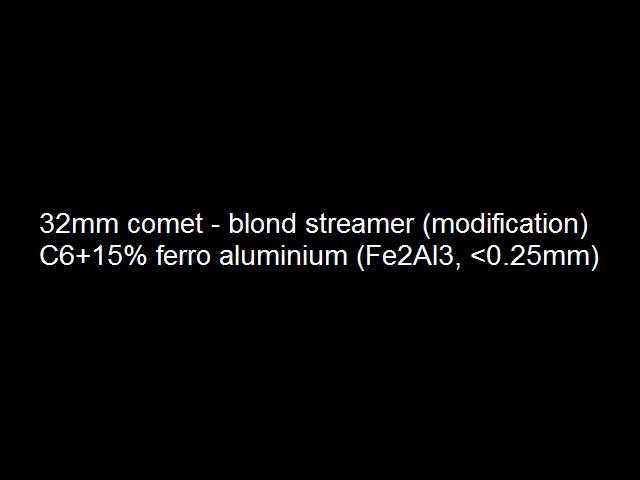 32mm comet - blond streamer (modification)
C6+15% ferro aluminium (Fe2Al3, <0.25mm)